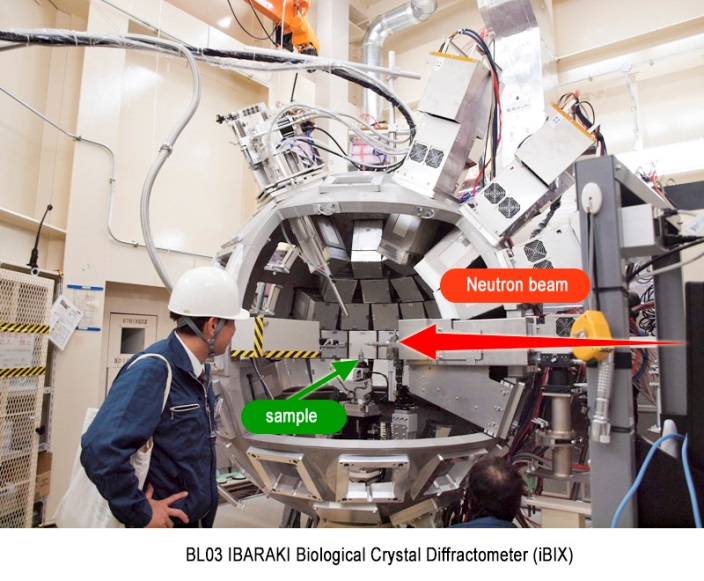 Neutron beam
sample
BL03 IBARAKI Biological Crystal Diffractometer (iBIX)